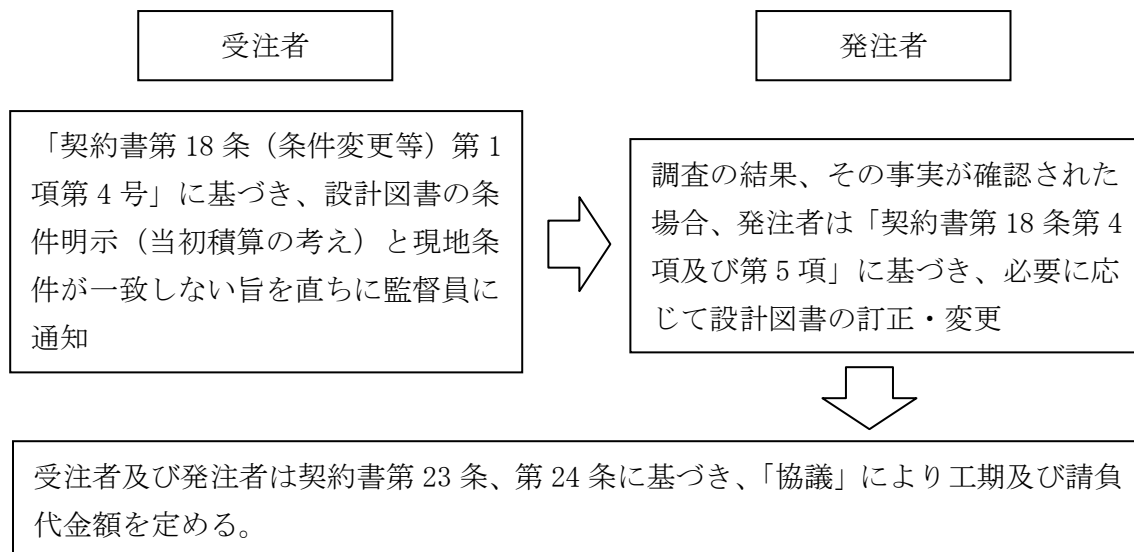 受注者
発注者
「契約書第 18 条（条件変更等）第 1
項第 4 号」に基づき、設計図書の条
件明示（当初積算の考え）と現地条
件が一致しない旨を直ちに監督員に
通知
調査の結果、その事実が確認された
場合、発注者は「契約書第 18 条第 4
項及び第 5 項」に基づき、必要に応
じて設計図書の訂正・変更
受注者及び発注者は契約書第 23 条、第 24 条に基づき、「協議」により工期及び請負
代金額を定める。